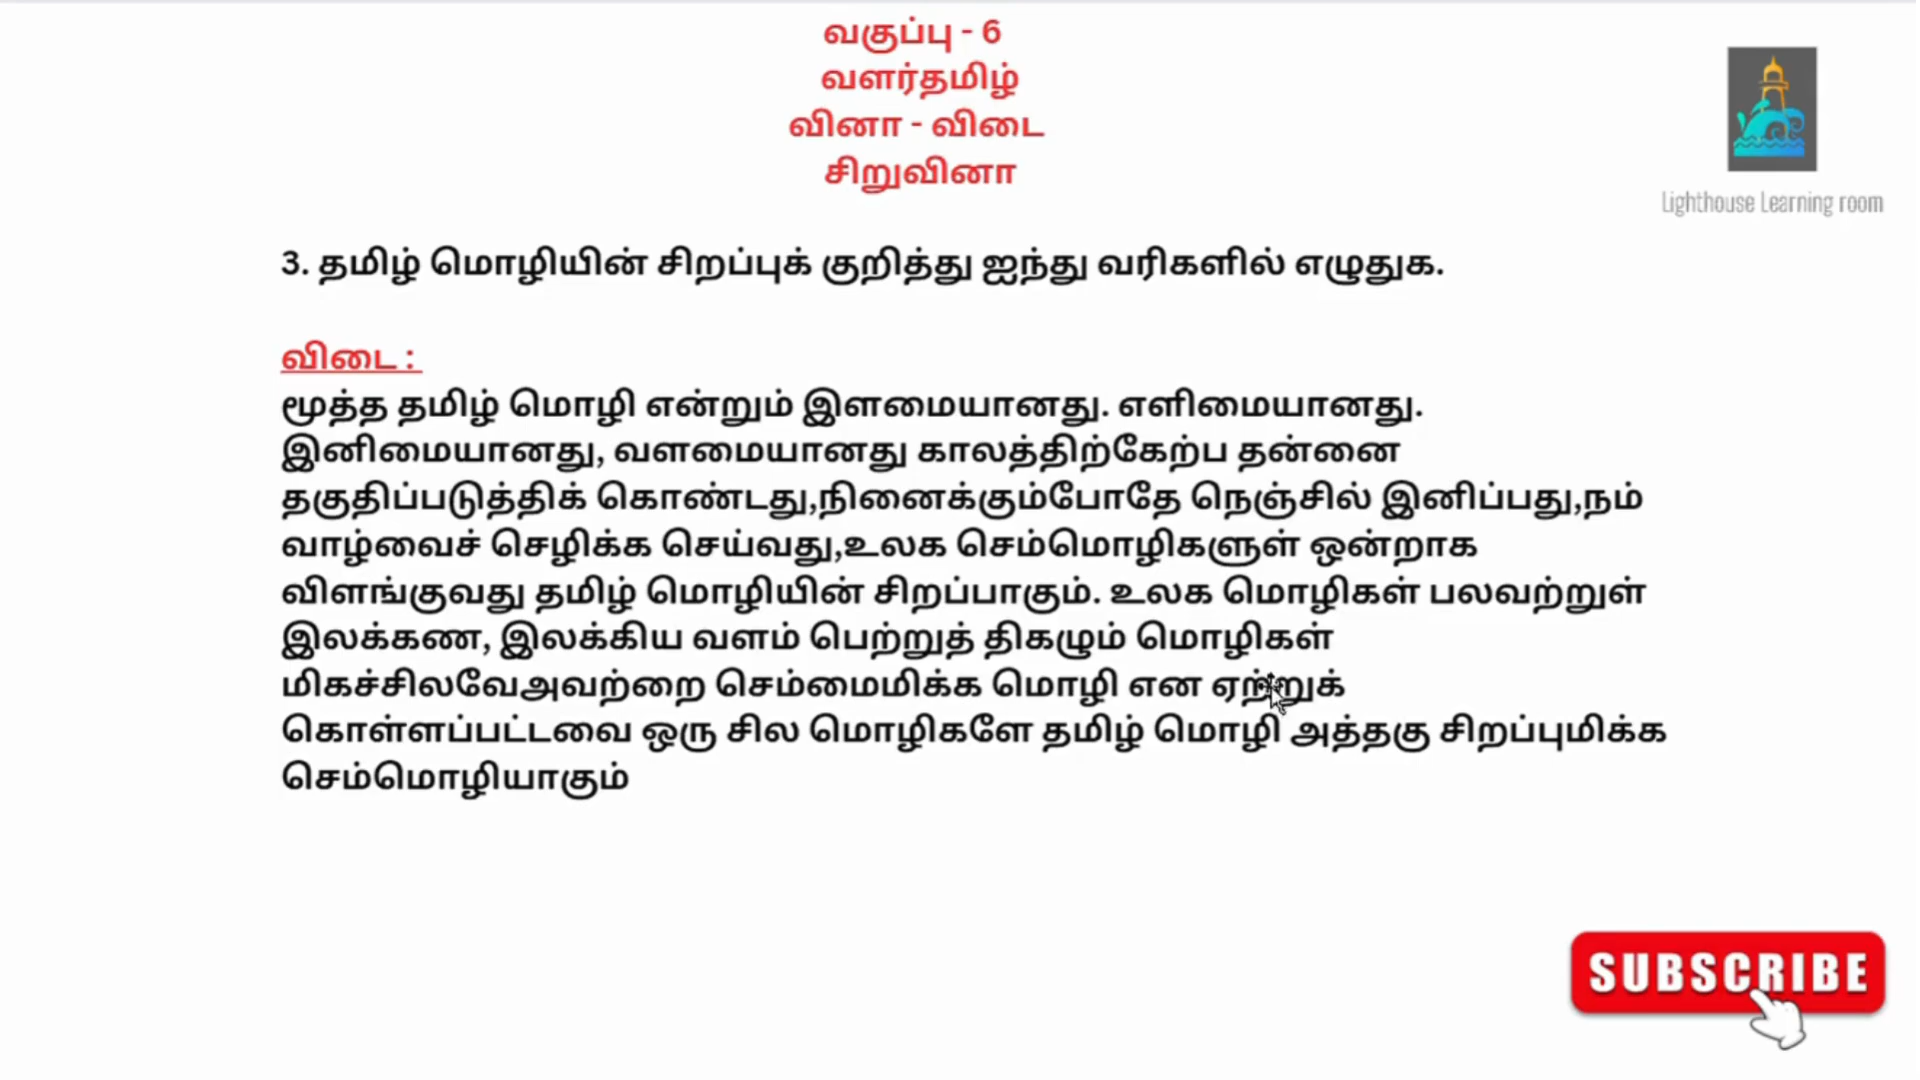 வகுப்பு - 6
வளர்தமிழ்
வினா - விடை
சிறுவினா
Lighthouse Learning room
3. தமிழ் மொழியின் சிறப்புக் குறித்து ஐந்து வரிகளில் எழுதுக.
விடை :
மூத்த தமிழ் மொழி என்றும் இளமையானது. எளிமையானது.
இனிமையானது, வளமையானது காலத்திற்கேற்ப தன்னை
தகுதிப்படுத்திக் கொண்டது,நினைக்கும்போதே நெஞ்சில் இனிப்பது,நம்
வாழ்வைச் செழிக்க செய்வது,உலக செம்மொழிகளுள் ஒன்றாக
விளங்குவது தமிழ் மொழியின் சிறப்பாகும். உலக மொழிகள் பலவற்றுள்
இலக்கண, இலக்கிய வளம் பெற்றுத் திகழும் மொழிகள்
மிகச்சிலவேஅவற்றை செம்மைமிக்க மொழி என ஏற்றுக்
கொள்ளப்பட்டவை ஒரு சில மொழிகளே தமிழ் மொழி அத்தகு சிறப்புமிக்க
செம்மொழியாகும்
SUBSCRIBE